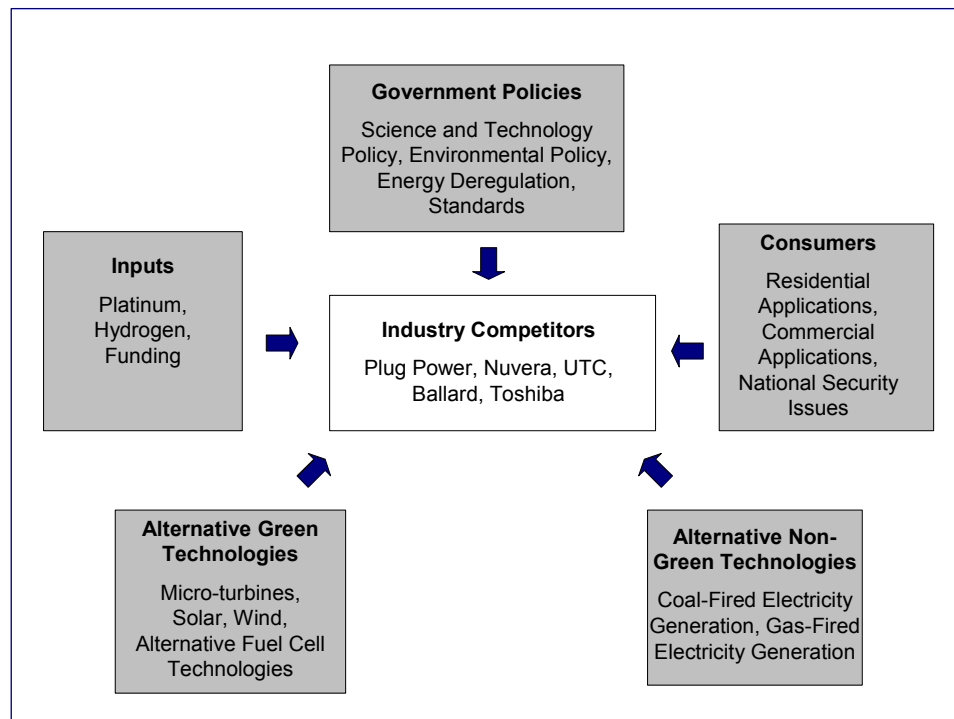 Government Policies
Science and Technology
Policy, Environmental Policy,
Energy Deregulation,
Standards
Inputs
Platinum,
Hydrogen,
Funding
Industry Competitors
Plug Power, Nuvera, UTC,
Ballard, Toshiba
Consumers
Residential
Applications,
Commercial
Applications,
National Security
Issues
Alternative Green
Technologies
Micro-turbines,
Solar, Wind,
Alternative Fuel Cell
Technologies
Alternative Non-
Green Technologies
Coal-Fired Electricity
Generation, Gas-Fired
Electricity Generation